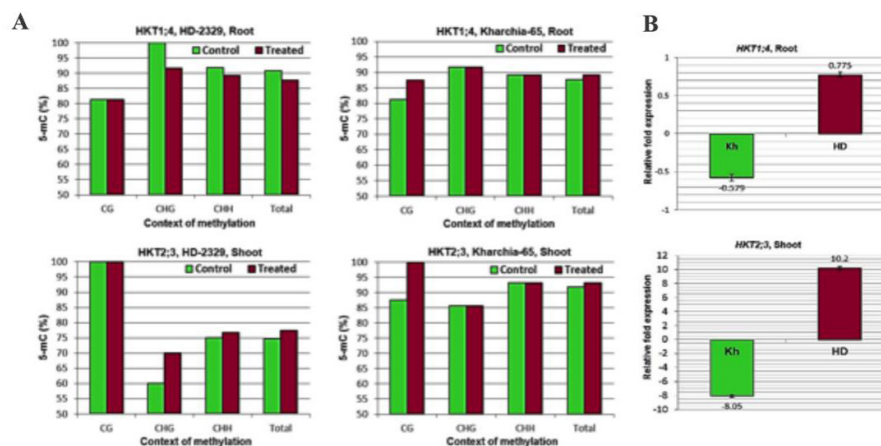 A
HKT1;4, HD-2329, Root
Control Treated
5-mC (%)
100
95
90
85
80
75
70
65
60
55
50
CG CHG CHH Total
Context of methylation
HKT1;4, Kharchia-65, Root
Control Treated
5-mC (%)
100
95
90
85
80
75
70
65
60
55
50
CG CHG CHH Total
Context of methylation
HKT2;3, HD-2329, Shoot
Control Treated
5-mC (%)
100
95
90
85
80
75
70
65
60
55
50
CG CHG CHH Total
Context of methylation
HKT2;3, Kharchia-65, Shoot
Control Treated
5-mC (%)
100
95
90
85
80
75
70
65
60
55
50
CG CHG CHH Total
Context of methylation
B
HKT1;4, Root
Relative fold expression
1
0.5
0
-0.5
-1
0.775
Kh HD
-0.579
HKT2;3, Shoot
Relative fold expression
12
10
8
6
4
2
0
-2
-4
-6
-8
-10
10.2
Kh HD
-8.05